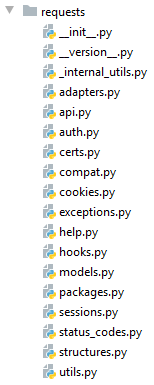 requests
__init__.py
__version__.py
_internal_utils.py
adapters.py
api.py
auth.py
certs.py
compat.py
cookies.py
exceptions.py
help.py
hooks.py
models.py
packages.py
sessions.py
status_codes.py
structures.py
utils.py